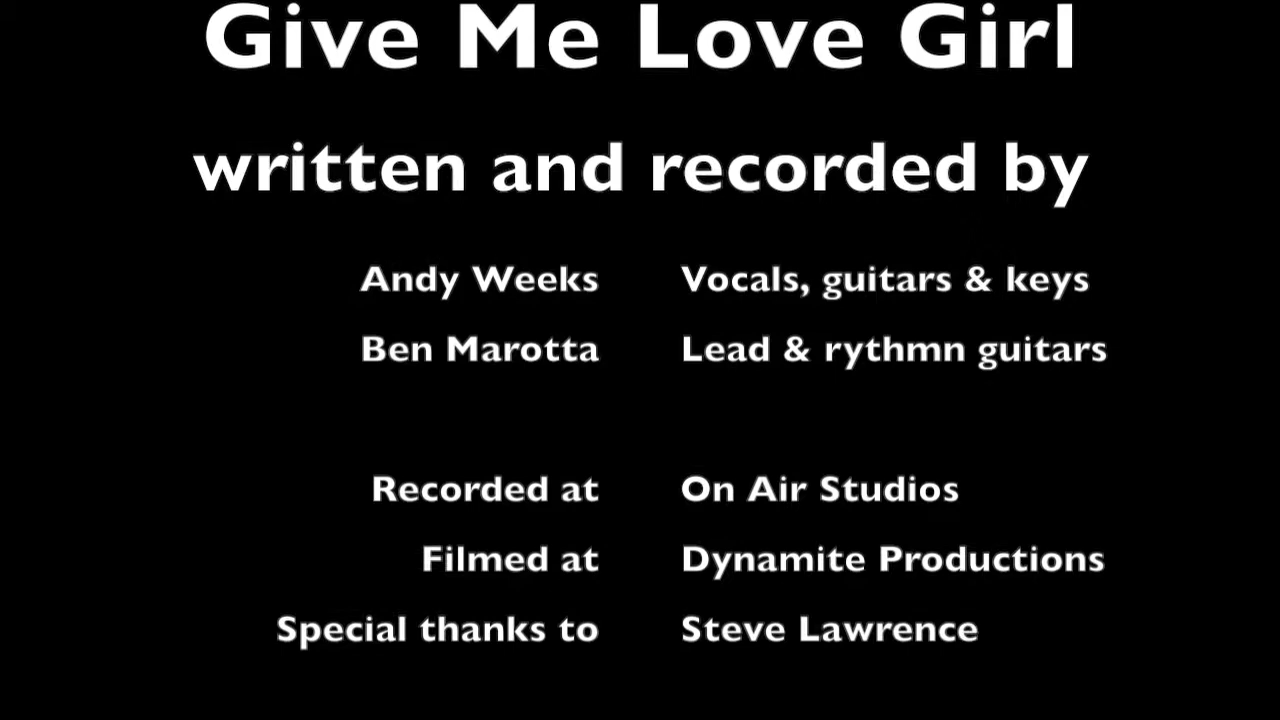 Give Me Love Girl
written and recorded by
Andy Weeks Vocals, guitars & keys
Ben Marotta Lead & rythmn guitars
Recorded at On Air Studios
Filmed at Dynamite Productions
Special thanks to Steve Lawrence